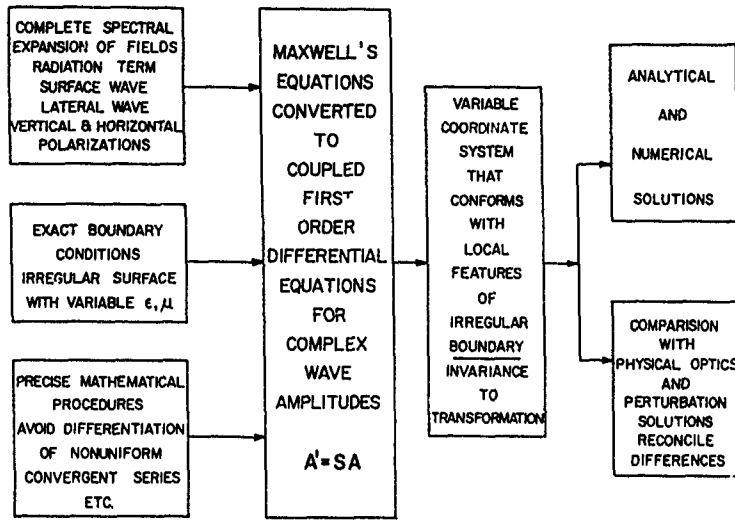 COMPLETE SPECTRAL
EXPANSION OF FIELDS
RADIATION TERM
SURFACE WAVE
LATERAL WAVE
VERTICAL & HORIZONTAL
POLARIZATIONS
EXACT BOUNDARY
CONDITIONS
IRREGULAR SURFACE
WITH VARIABLE ε, μ
PRECISE MATHEMATICAL
PROCEDURES
AVOID DIFFERENTIATION
OF NONUNIFORM
CONVERGENT SERIES
ETC.
MAXWELL'S
EQUATIONS
CONVERTED
TO
COUPLED
FIRST
ORDER
DIFFERENTIAL
EQUATIONS
FOR
COMPLEX
WAVE
AMPLITUDES
A' = SA
VARIABLE
COORDINATE
SYSTEM
THAT
CONFORMS
WITH
LOCAL
FEATURES
OF
IRREGULAR
BOUNDARY
INVARIANCE
TO
TRANSFORMATION
ANALYTICAL
AND
NUMERICAL
SOLUTIONS
COMPARISION
WITH
PHYSICAL OPTICS
AND
PERTURBATION
SOLUTIONS
RECONCILE
DIFFERENCES